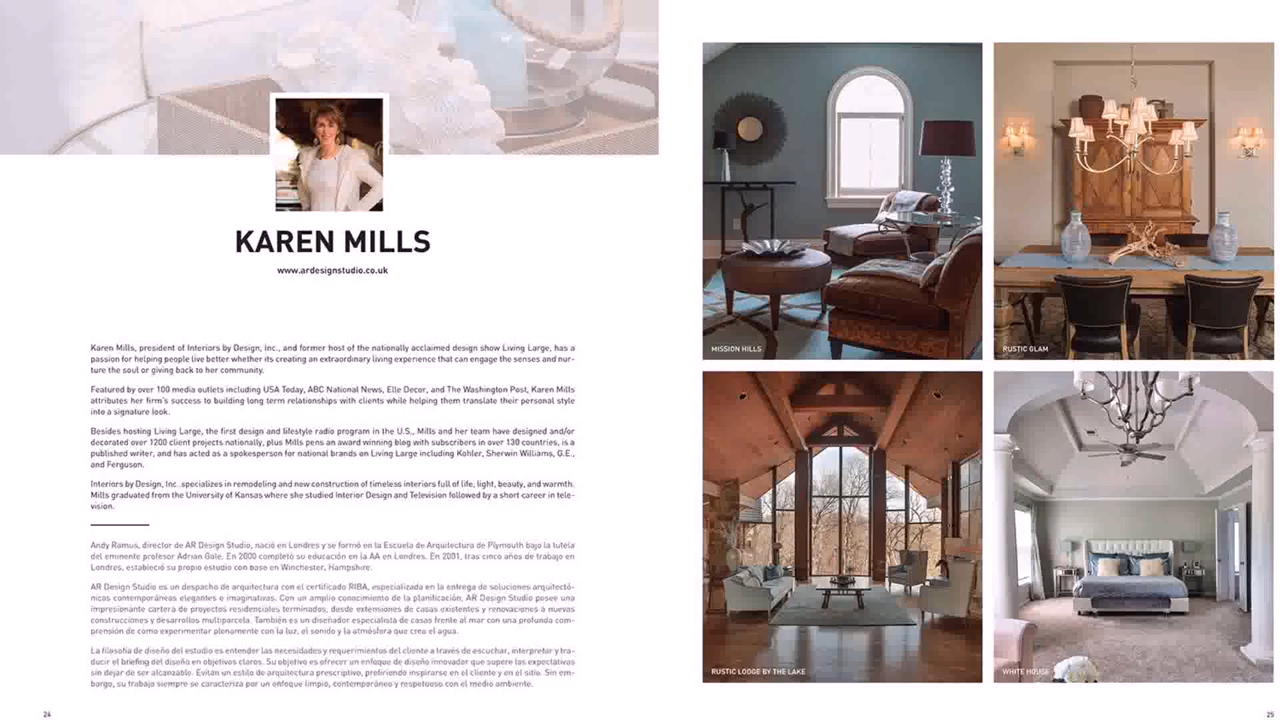 KAREN MILLS
www.ardesignstudio.co.uk
Karen Mills, president of Interiors by Design, inc., and former host of the nationally acclaimed design show Living Large, has a
passion for helping people live better whether its creating an extraordinary living experience that can engage the senses and nur-
ture the soul or giving back to her community.
Featured by over 100 media outlets including USA Today, ABC National News, Elle Decor, and The Washington Post, Karen Mills
attributes her firm's success to building long term relationships with clients while helping them translate their personal style
into a signature look.
Besides hosting Living Large, the first design and lifestyle radio program in the U.S., Mills and her team have designed and/or
decorated over 1200 client projects nationally, plus Mills pens an award winning blog with subscribers in over 130 countries, is a
published writer, and has acted as a spokesperson for national brands on Living Large including Kohler, Sherwin Williams, G.E.,
and Ferguson.
Interiors by Design, Inc. specializes in remodeling and new construction of timeless interiors full of life, light, beauty, and warmth.
Mills graduated from the University of Kansas where she studied Interior Design and Television followed by a short career in tele-
vision.
Andy Ramus, director de AR Design Studio, nació en Londres y se formó en la Escuela de Arquitectura de Plymouth bajo la tutela
del eminente profesor Adrian Gale. En 2000 completó su educación en la AA en Londres. En 2001, tras cinco años de trabajo en
Londres, estableció su propio estudio con base en Winchester, Hampshire.
AR Design Studio es un despacho de arquitectura con el certificado RIBA, especializada en la entrega de soluciones arquitectó-
nicas contemporáneas elegantes e imaginativas. Con un amplio conocimiento de la planificación, AR Design Studio posee una
impresionante cartera de proyectos residenciales terminados, desde extensiones de casas existentes y renovaciones a nuevas
construcciones y desarrollos multiparcela. También es un diseñador especialista de casas frente al mar con una profunda com-
prensión de como experimentar plenamente con la luz, el sonido y la atmósfera que crea el agua.
La filosofía de diseño del estudio es entender las necesidades y requerimientos del cliente a través de escuchar, interpretar y tra-
ducir el briefing del diseño en objetivos claros. Su objetivo es ofrecer un enfoque de diseño innovador que supere las expectativas
sin dejar de ser alcanzable. Evitan un estilo de arquitectura prescriptivo, prefiriendo inspirarse en el cliente y en el sitio. Sin em-
bargo, su trabajo siempre se caracteriza por un enfoque limpio, contemporáneo y respetuoso con el medio ambiente.
24
MISSION HILLS
RUSTIC GLAM
RUSTIC LODGE BY THE LAKE
WHITE HOUSE
25